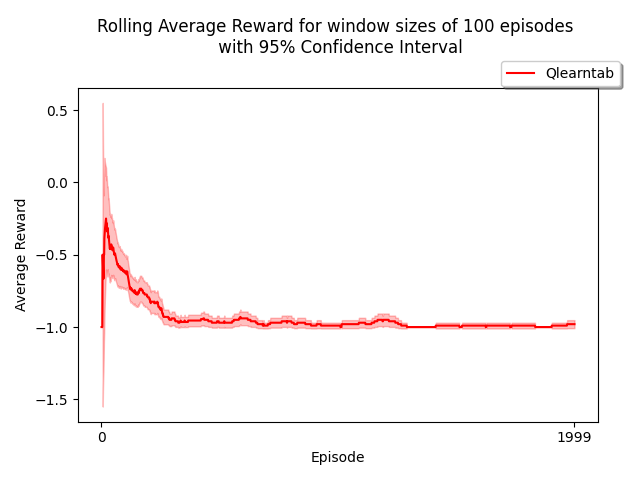 Rolling Average Reward for window sizes of 100 episodes
with 95% Confidence Interval
Qlearntab
0.5
0.0
−0.5
−1.0
−1.5
Average Reward
0
1999
Episode